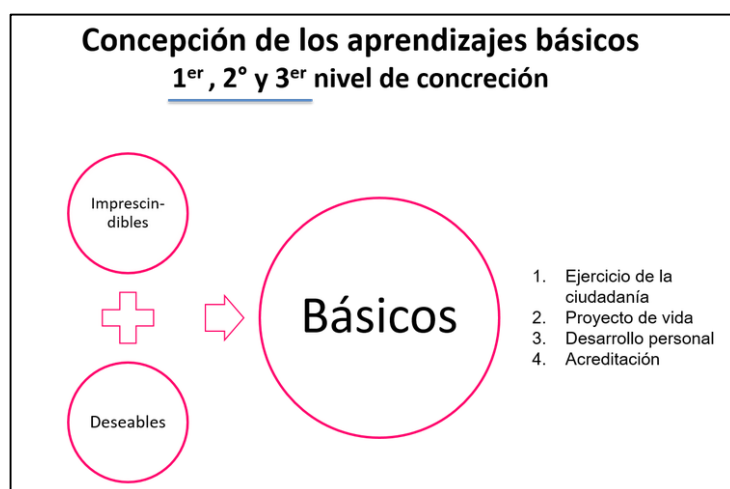 Concepción de los aprendizajes básicos
1er , 2° y 3er nivel de concreción
Imprescin-
dibles
Deseables
Básicos
1. Ejercicio de la
ciudadanía
2. Proyecto de vida
3. Desarrollo personal
4. Acreditación